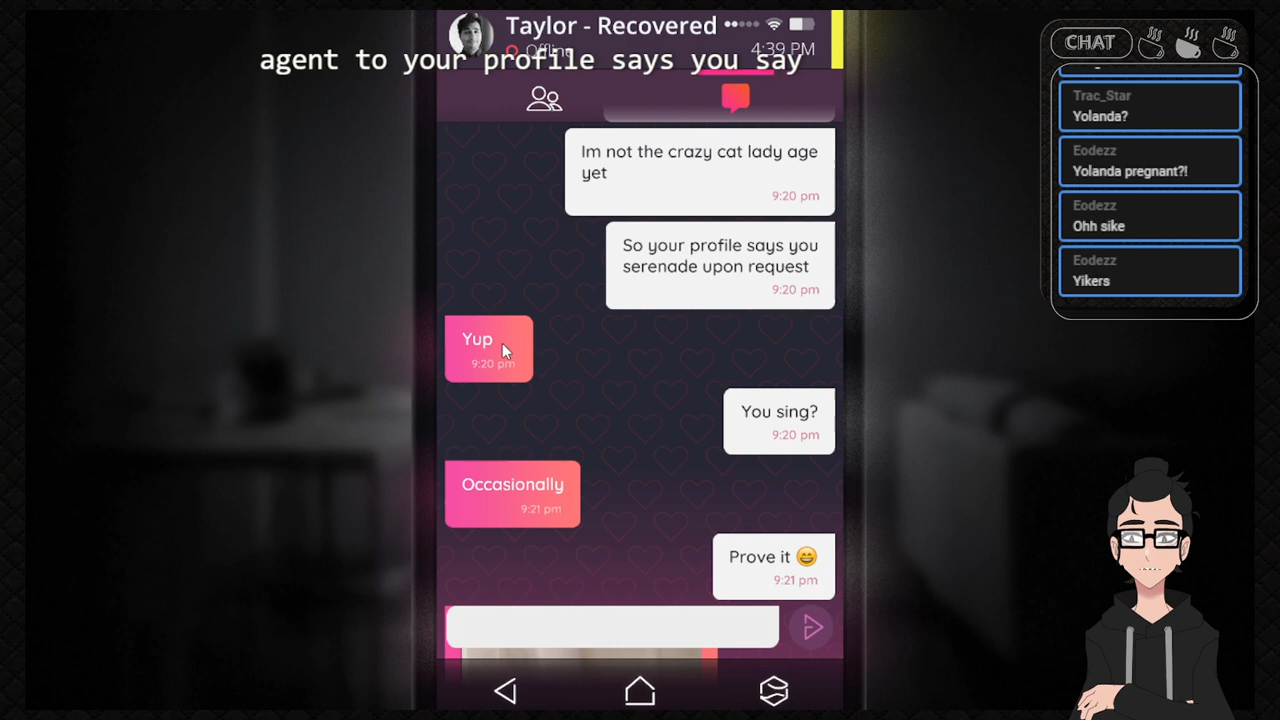 Taylor - Recovered
Offline
4:39 PM
agent to your profile says you say
Im not the crazy cat lady age
yet
9:20 pm
So your profile says you
serenade upon request
9:20 pm
Yup
9:20 pm
You sing?
9:20 pm
Occasionally
9:21 pm
Prove it 😄
9:21 pm
CHAT
Trac_Star
Yolanda?
Eodezz
Yolanda pregnant?!
Eodezz
Ohh sike
Eodezz
Yikers